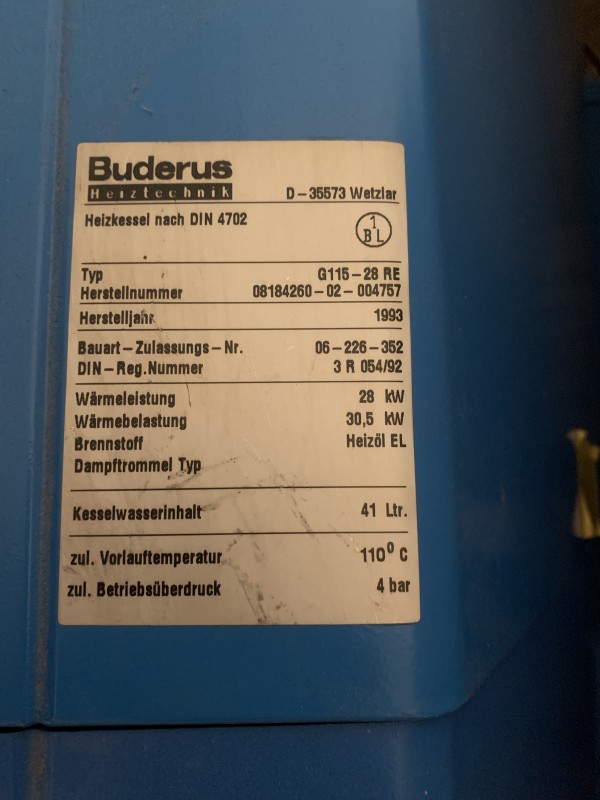 Buderus
Heiztechnik
D-35573 Wetzlar
Heizkessel nach DIN 4702
1
BL
Typ G115-28 RE
Herstellnummer 08184260-02-004757
Herstelljahr 1993
Bauart-Zulassungs-Nr. 06-226-352
DIN-Reg.Nummer 3 R 054/92
Wärmeleistung 28 kW
Wärmebelastung 30,5 kW
Brennstoff Heizöl EL
Dampftrommel Typ
Kesselwasserinhalt 41 Ltr.
zul. Vorlauftemperatur 110° C
zul. Betriebsüberdruck 4 bar